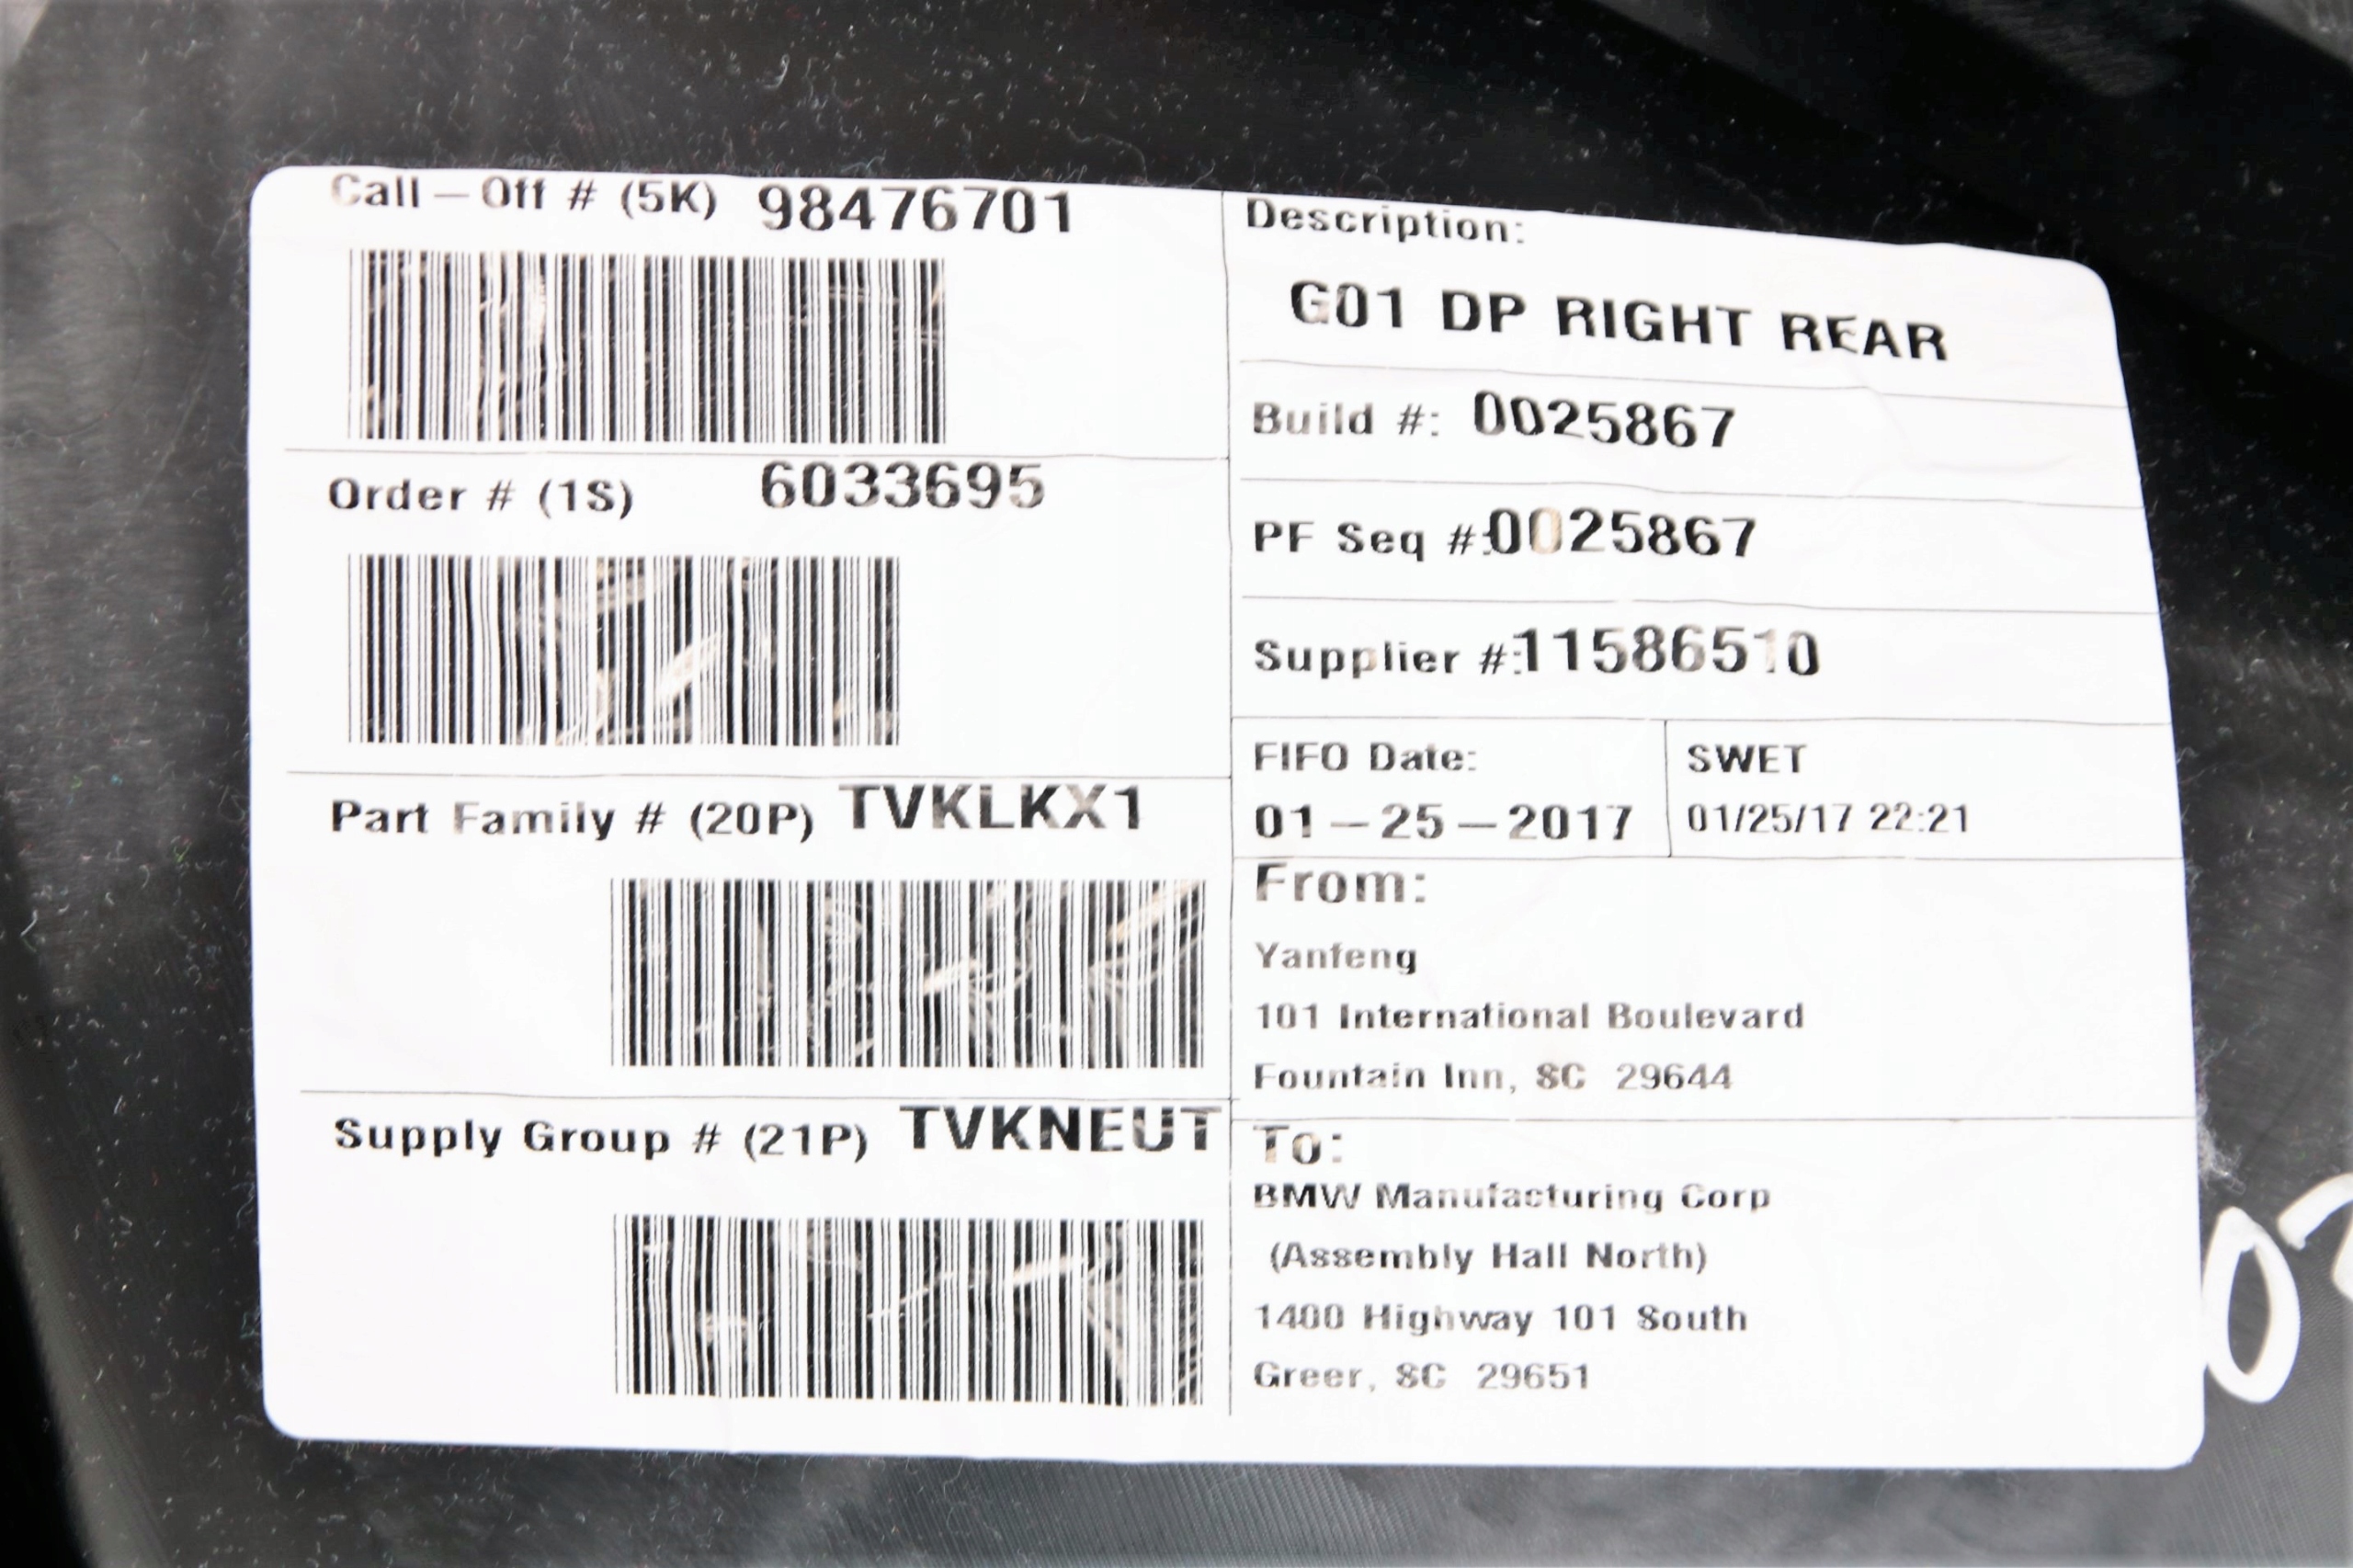 Call-Off # (5K) 98476701
Order # (1S) 6033695
Part Family # (20P) TVKLKX1
Supply Group # (21P) TVKNEUT
Description:
G01 DP RIGHT REAR
Build #: 0025867
PF Seq #:0025867
Supplier #:11586510
FIFO Date:
01-25-2017
SWET
01/25/17 22:21
From:
Yanfeng
101 International Boulevard
Fountain Inn, SC 29644
To:
BMW Manufacturing Corp
(Assembly Hall North)
1400 Highway 101 South
Greer, SC 29651